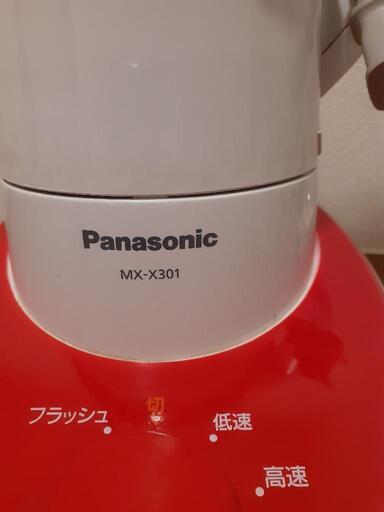 Panasonic
MX-X301
切
フラッシュ
低速
高速